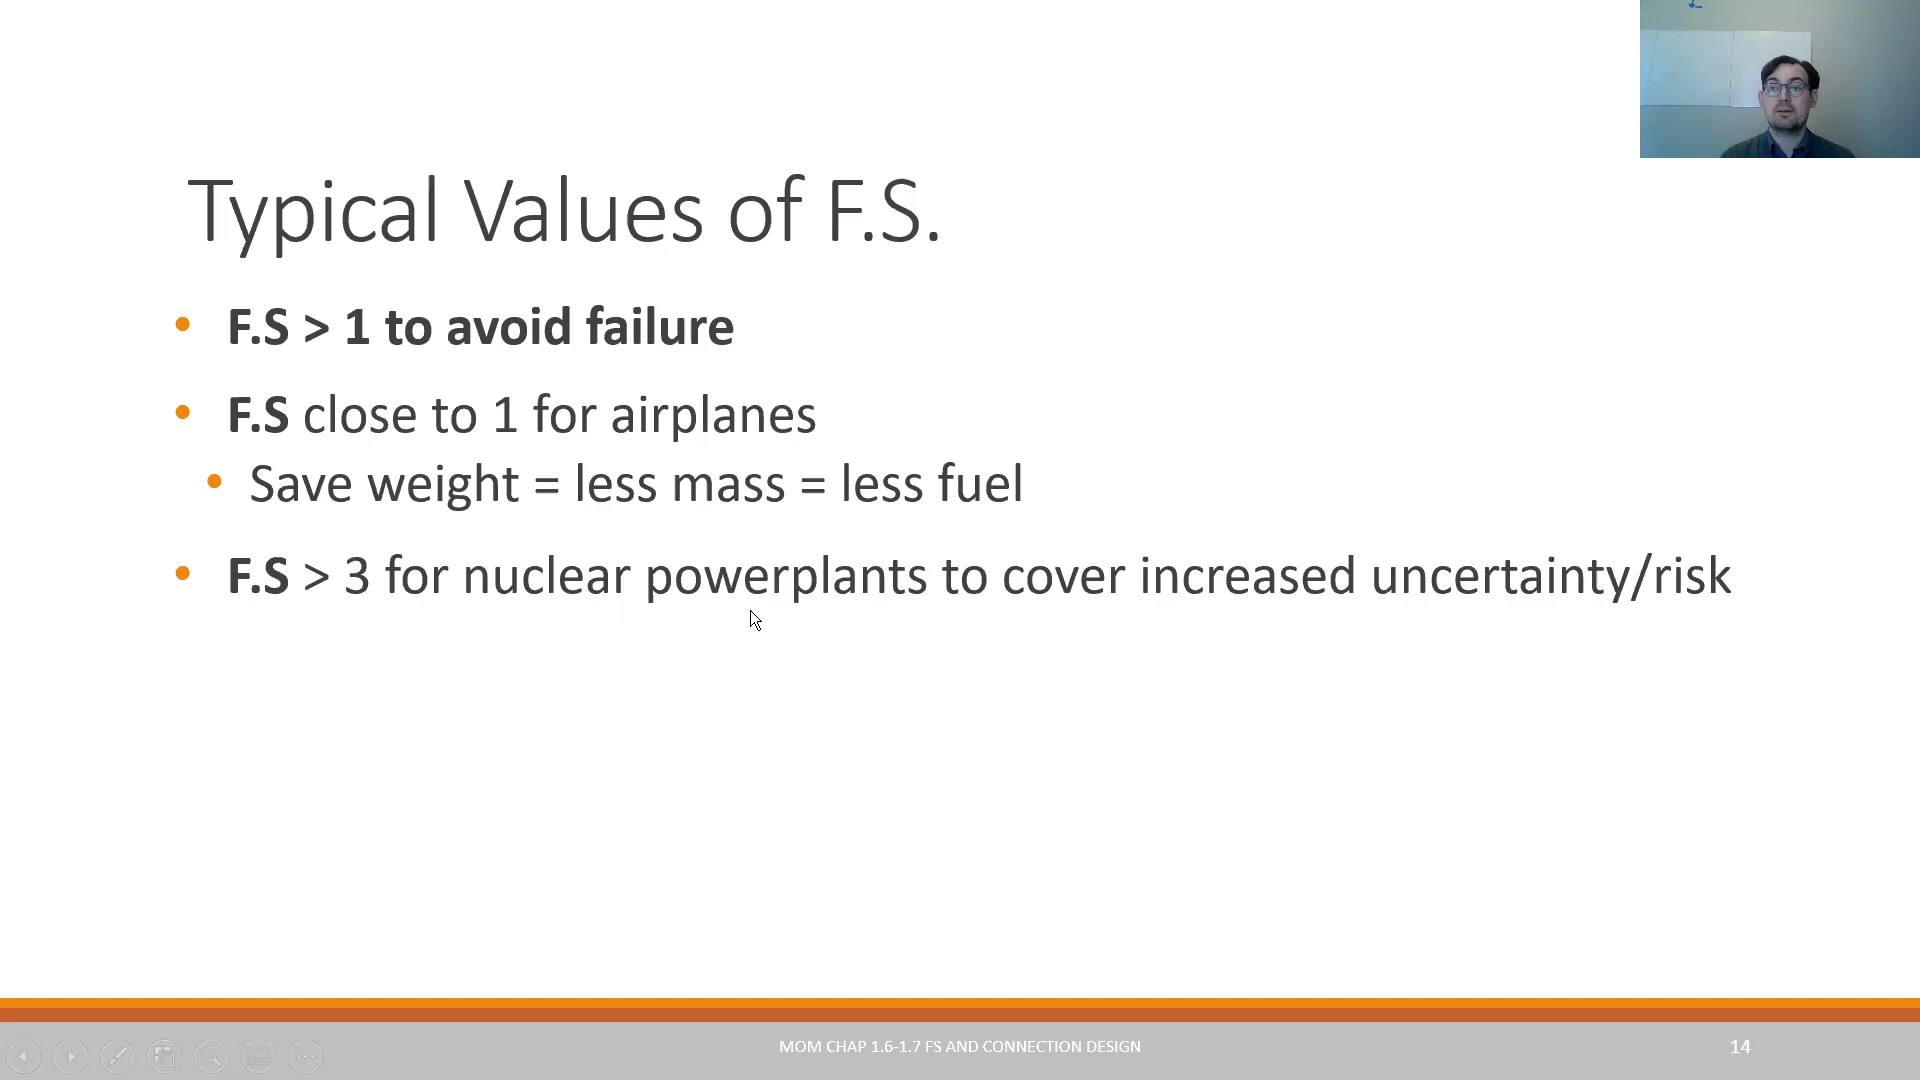 Typical Values of F.S.
• F.S > 1 to avoid failure
• F.S close to 1 for airplanes
• Save weight = less mass = less fuel
• F.S > 3 for nuclear powerplants to cover increased uncertainty/risk
MOM CHAP 1.6-1.7 FS AND CONNECTION DESIGN
14